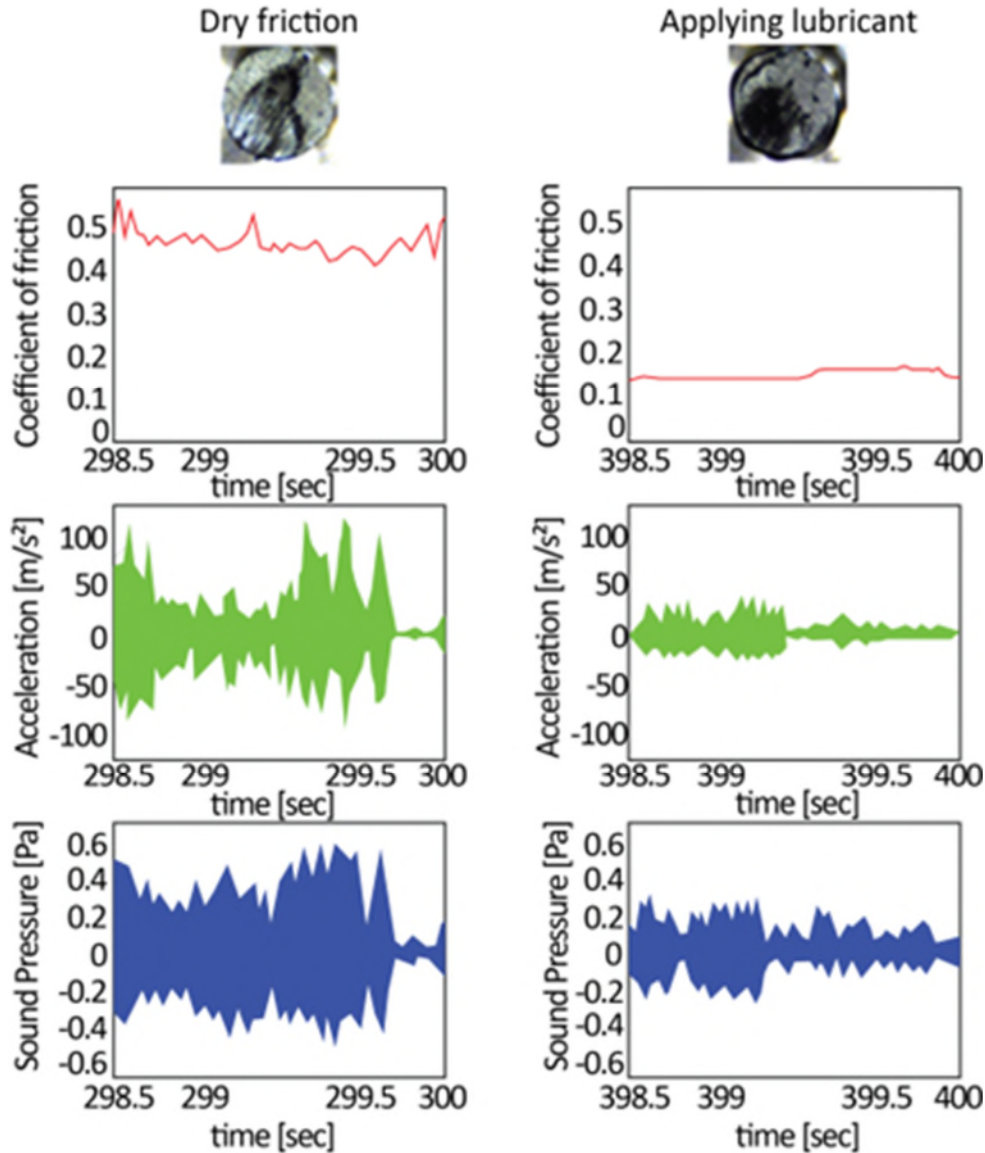 Dry friction
Applying lubricant
Coefficient of friction
0.5
0.4
0.3
0.2
0.1
0
298.5 299 299.5 300
time [sec]
Coefficient of friction
0.5
0.4
0.3
0.2
0.1
0
398.5 399 399.5 400
time [sec]
Acceleration [m/s²]
100
50
0
-50
-100
298.5 299 299.5 300
time [sec]
Acceleration [m/s²]
100
50
0
-50
-100
398.5 399 399.5 400
time [sec]
Sound Pressure [Pa]
0.6
0.4
0.2
0
-0.2
-0.4
-0.6
298.5 299 299.5 300
time [sec]
Sound Pressure [Pa]
0.6
0.4
0.2
0
-0.2
-0.4
-0.6
398.5 399 399.5 400
time [sec]